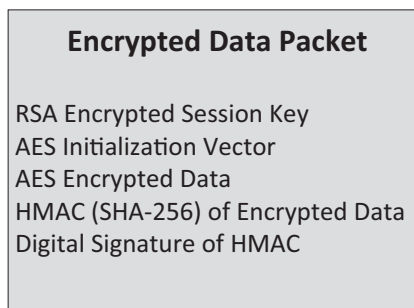 Encrypted Data Packet
RSA Encrypted Session Key
AES Initialization Vector
AES Encrypted Data
HMAC (SHA-256) of Encrypted Data
Digital Signature of HMAC